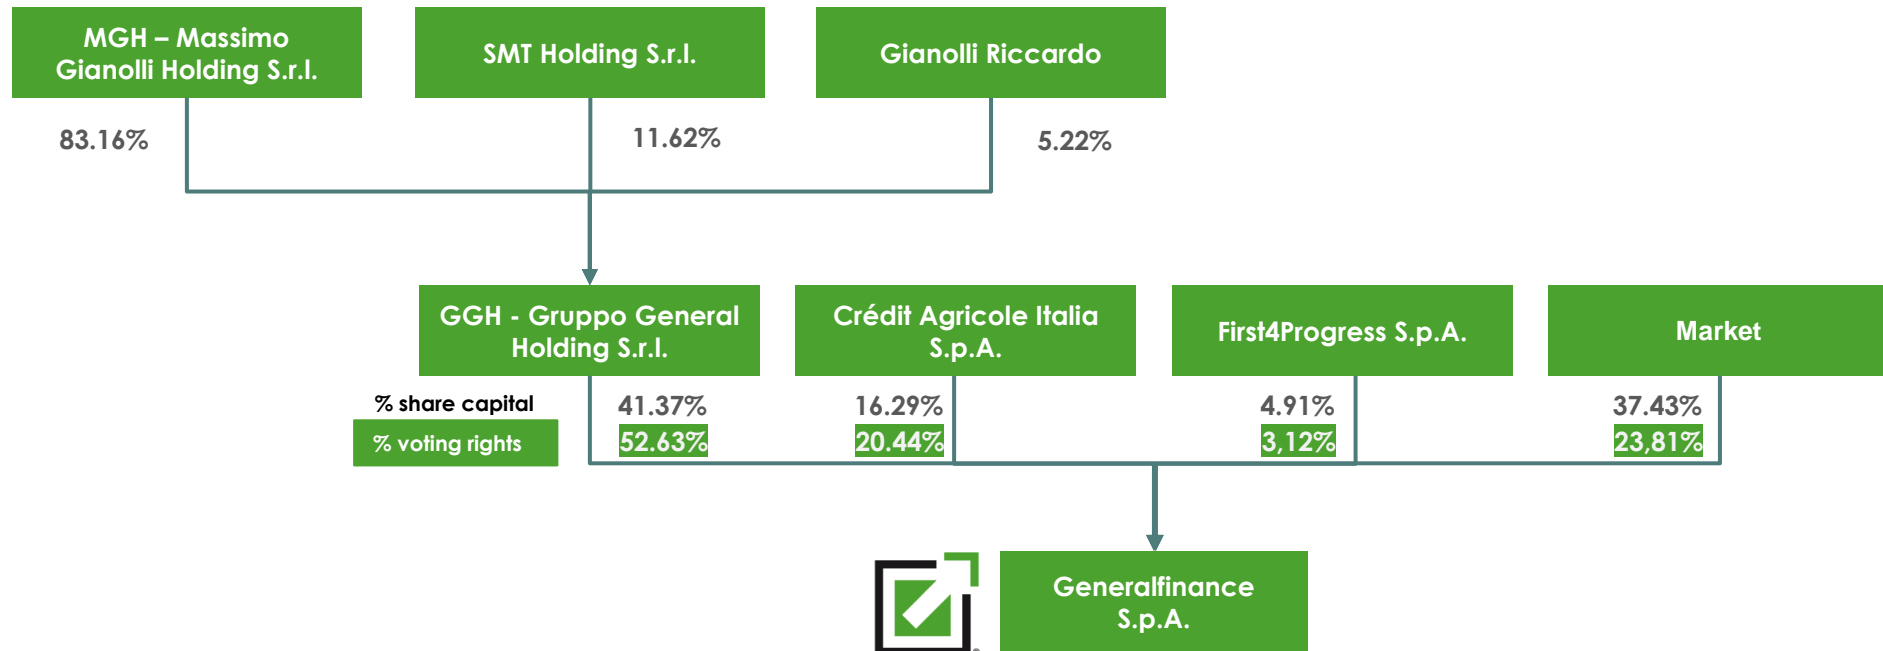 MGH – Massimo
Gianolli Holding S.r.l.
SMT Holding S.r.l.
Gianolli Riccardo
83.16%
11.62%
5.22%
GGH - Gruppo General
Holding S.r.l.
Crédit Agricole Italia
S.p.A.
First4Progress S.p.A.
Market
% share capital
41.37%
16.29%
4.91%
37.43%
% voting rights
52.63%
20.44%
3,12%
23,81%
Generalfinance
S.p.A.